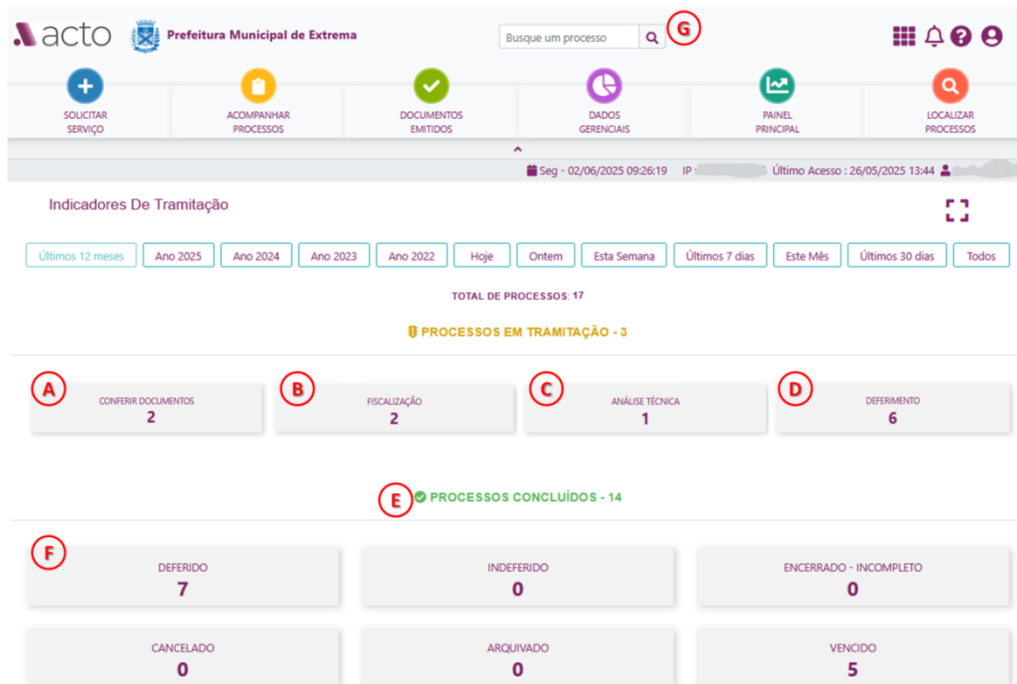 acto
Prefeitura Municipal de Extrema
Busque um processo
G
SOLICITAR
SERVIÇO
ACOMPANHAR
PROCESSOS
DOCUMENTOS
EMITIDOS
DADOS
GERENCIAIS
PAINEL
PRINCIPAL
LOCALIZAR
PROCESSOS
Seg - 02/06/2025 09:26:19 IP : Último Acesso : 26/05/2025 13:44
Indicadores De Tramitação
Últimos 12 meses Ano 2025 Ano 2024 Ano 2023 Ano 2022 Hoje Ontem Esta Semana Últimos 7 dias Este Mês Últimos 30 dias Todos
TOTAL DE PROCESSOS: 17
PROCESSOS EM TRAMITAÇÃO - 3
A
CONFERIR DOCUMENTOS
2
B
FISCALIZAÇÃO
2
C
ANÁLISE TÉCNICA
1
D
DEFERIMENTO
6
E
PROCESSOS CONCLUÍDOS - 14
F
DEFERIDO
7
INDEFERIDO
0
ENCERRADO - INCOMPLETO
0
CANCELADO
0
ARQUIVADO
0
VENCIDO
5